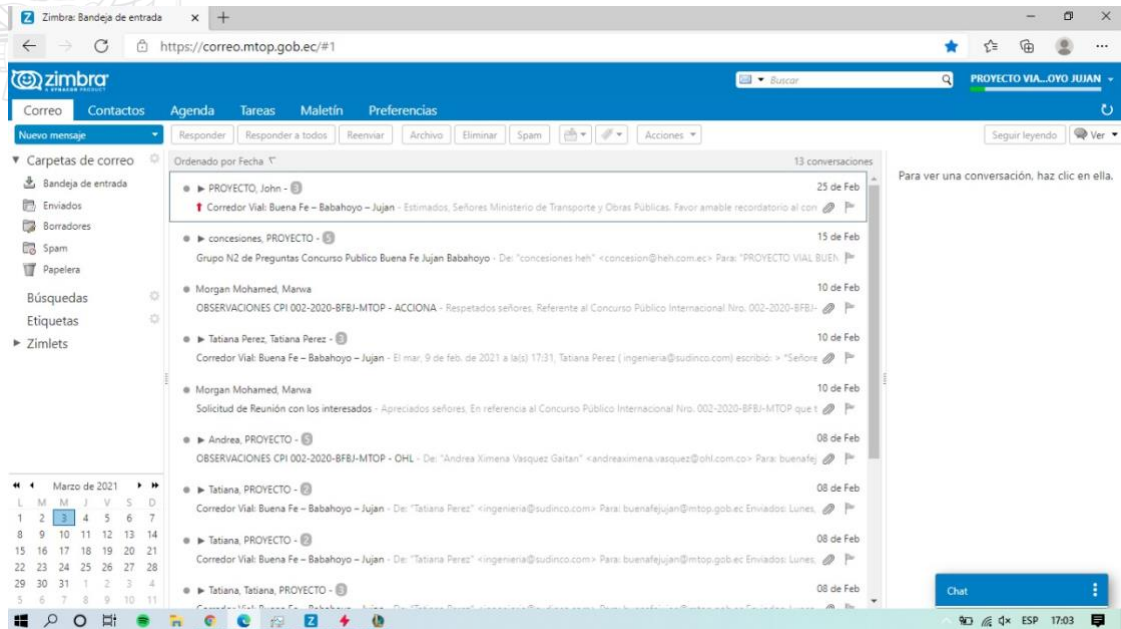 Zimbra: Bandeja de entrada
https://correo.mtop.gob.ec/#1
zimbra
A SYNACOR PRODUCT
Buscar
PROYECTO VIA...OYO JUJAN
Correo Contactos Agenda Tareas Maletín Preferencias
Nuevo mensaje Responder Responder a todos Reenviar Archivo Eliminar Spam Acciones Seguir leyendo Ver
Carpetas de correo
Bandeja de entrada
Enviados
Borradores
Spam
Papelera
Búsquedas
Etiquetas
Zimlets
Ordenado por Fecha 13 conversaciones
PROYECTO, John - 3 25 de Feb
Corredor Vial: Buena Fe – Babahoyo – Jujan - Estimados, Señores Ministerio de Transporte y Obras Públicas. Favor amable recordatorio al con
concesiones, PROYECTO - 5 15 de Feb
Grupo N2 de Preguntas Concurso Publico Buena Fe Jujan Babahoyo - De: "concesiones heh" <concesion@heh.com.ec> Para: "PROYECTO VIAL BUEN
Morgan Mohamed, Marwa 10 de Feb
OBSERVACIONES CPI 002-2020-BFBJ-MTOP - ACCIONA - Respetados señores, Referente al Concurso Público Internacional Nro. 002-2020-BFBJ-
Tatiana Perez, Tatiana Perez - 3 10 de Feb
Corredor Vial: Buena Fe – Babahoyo – Jujan - El mar, 9 de feb. de 2021 a la(s) 17:31, Tatiana Perez ( ingenieria@sudinco.com) escribió: > "Señore
Morgan Mohamed, Marwa 10 de Feb
Solicitud de Reunión con los interesados - Apreciados señores, En referencia al Concurso Público Internacional Nro. 002-2020-BFBJ-MTOP que t
Andrea, PROYECTO - 5 08 de Feb
OBSERVACIONES CPI 002-2020-BFBJ-MTOP - OHL - De: "Andrea Ximena Vasquez Gaitan" <andreaximena.vasquez@ohl.com.co> Para: buenafej
Tatiana, PROYECTO - 2 08 de Feb
Corredor Vial: Buena Fe – Babahoyo – Jujan - De: "Tatiana Perez" <ingenieria@sudinco.com> Para: buenafejujan@mtop.gob.ec Enviados: Lunes,
Tatiana, PROYECTO - 2 08 de Feb
Corredor Vial: Buena Fe – Babahoyo – Jujan - De: "Tatiana Perez" <ingenieria@sudinco.com> Para: buenafejujan@mtop.gob.ec Enviados: Lunes,
Tatiana, Tatiana, PROYECTO - 08 de Feb
Para ver una conversación, haz clic en ella.
Marzo de 2021
L M M J V S D
1 2 3 4 5 6 7
8 9 10 11 12 13 14
15 16 17 18 19 20 21
22 23 24 25 26 27 28
29 30 31 1 2 3 4
5 6 7 8 9 10 11
Chat
ESP 17:03